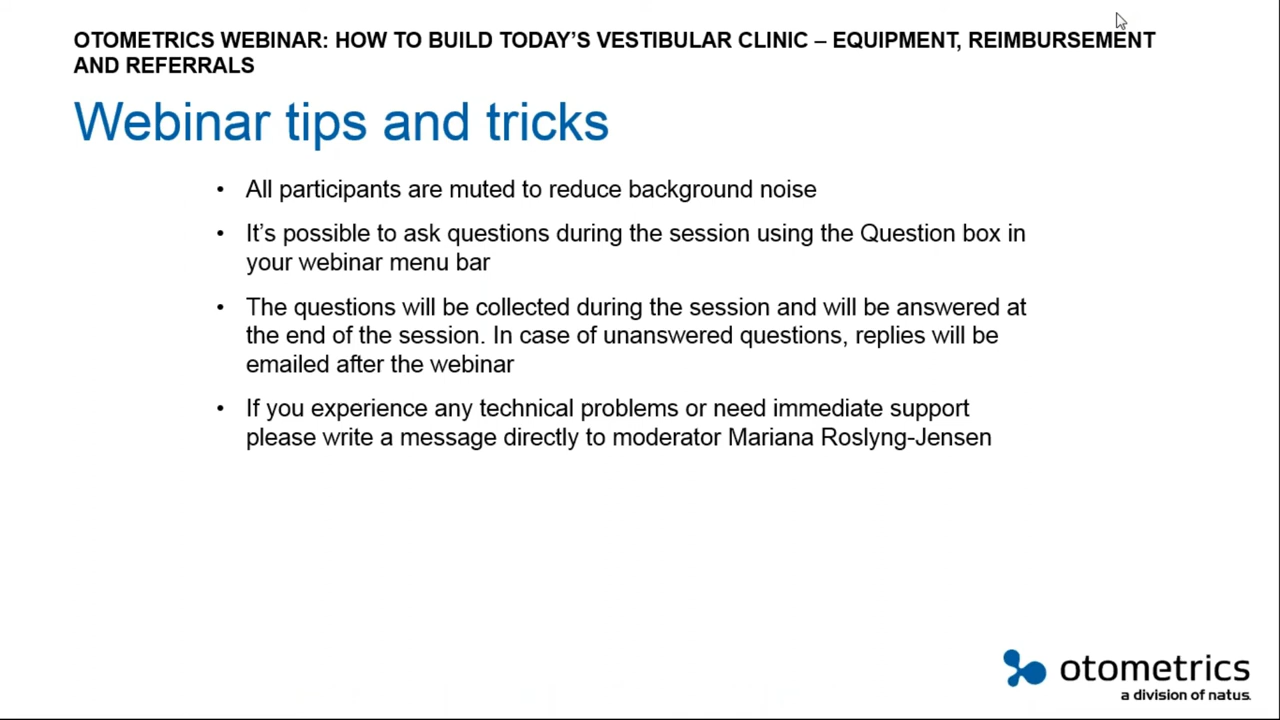 OTOMETRICS WEBINAR: HOW TO BUILD TODAY’S VESTIBULAR CLINIC – EQUIPMENT, REIMBURSEMENT
AND REFERRALS
Webinar tips and tricks
• All participants are muted to reduce background noise
• It’s possible to ask questions during the session using the Question box in
your webinar menu bar
• The questions will be collected during the session and will be answered at
the end of the session. In case of unanswered questions, replies will be
emailed after the webinar
• If you experience any technical problems or need immediate support
please write a message directly to moderator Mariana Roslyng-Jensen
otometrics
a division of natus.